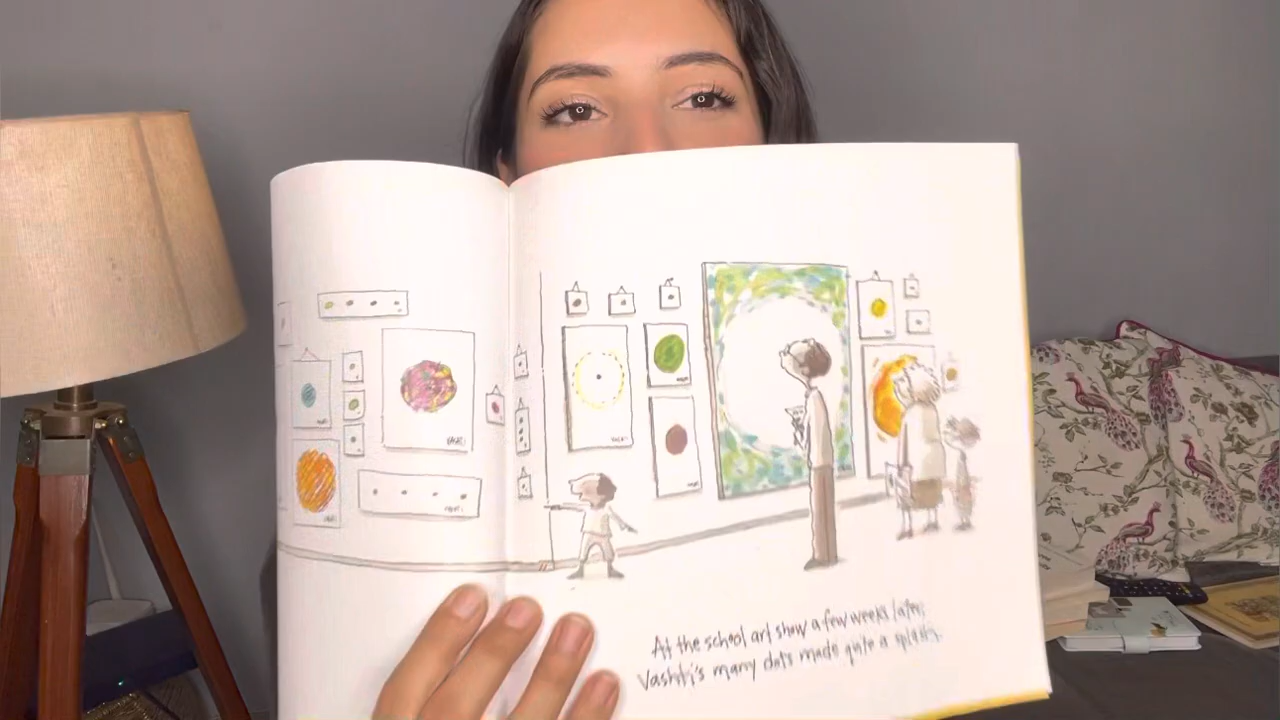 At the school art show a few weeks later,
Vashti's many dots made quite a splash.